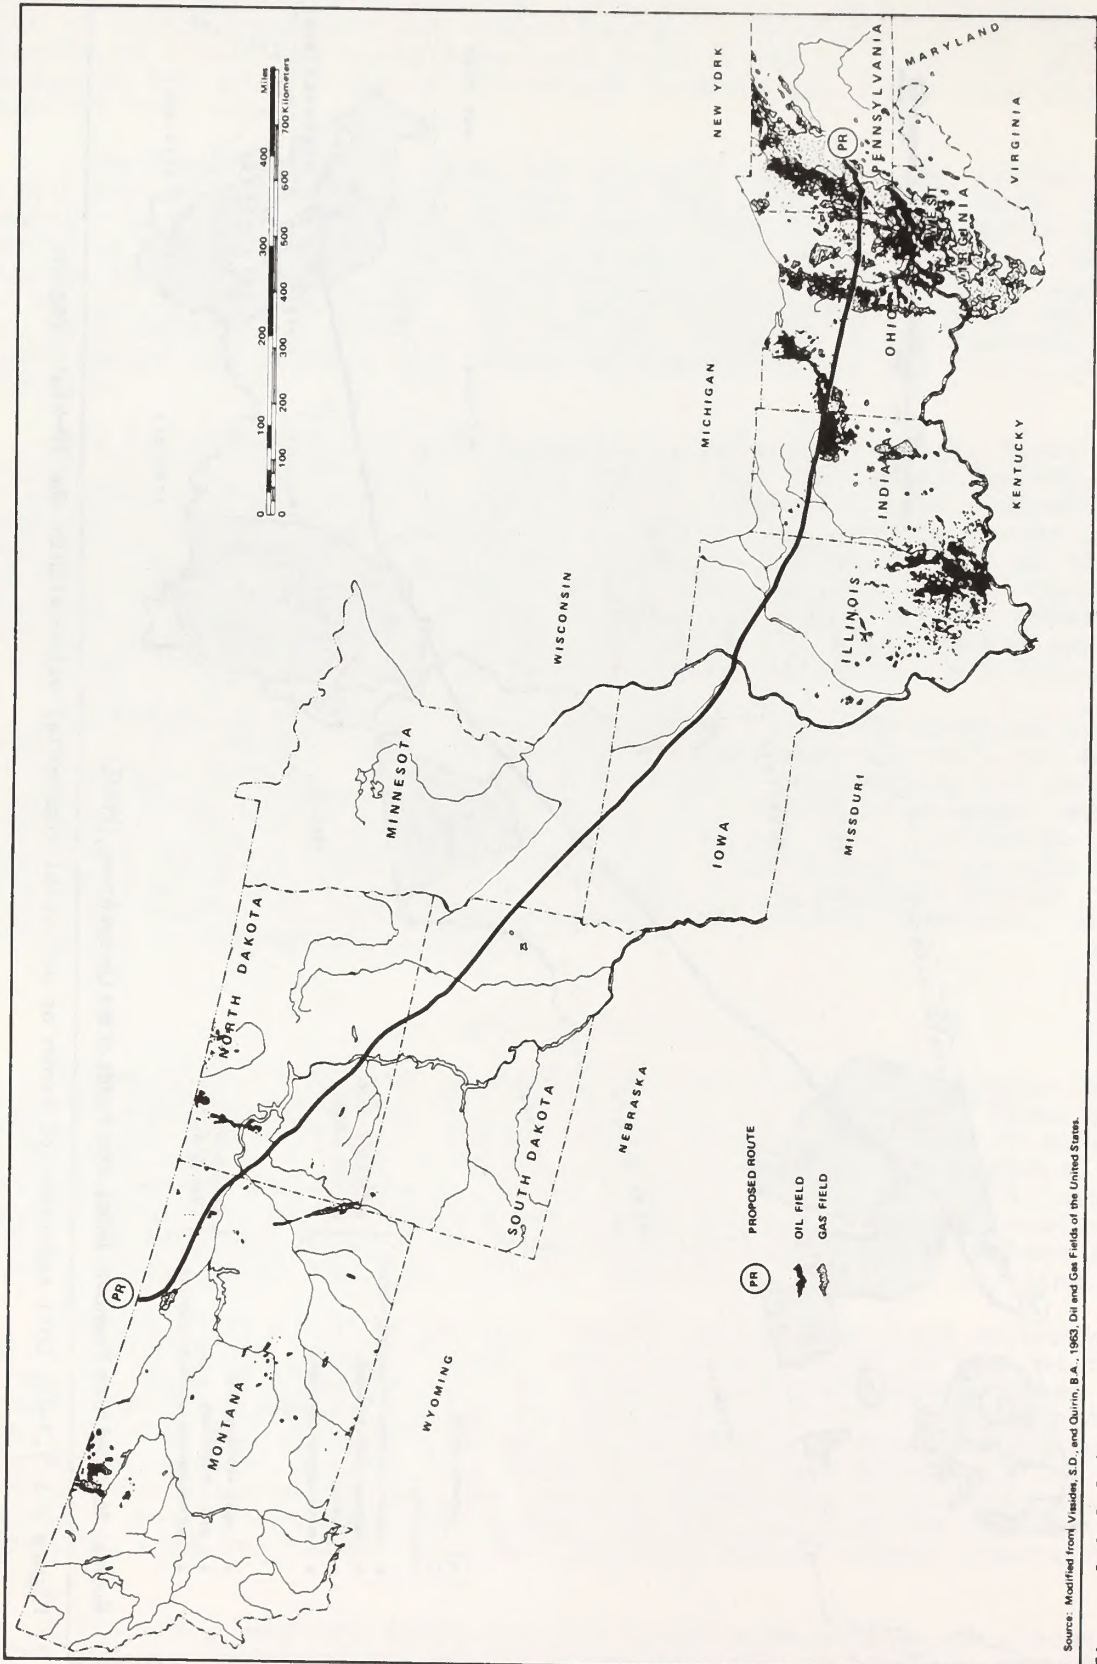 Miles
0 100 200 300 400
0 100 200 300 400 500 600 700 Kilometers
NORTH DAKOTA
MINNESOTA
MONTANA
WISCONSIN
MICHIGAN
NEW YORK
PENNSYLVANIA
MARYLAND
WEST VIRGINIA
VIRGINIA
OHIO
INDIANA
ILLINOIS
KENTUCKY
IOWA
MISSOURI
SOUTH DAKOTA
NEBRASKA
WYOMING
PR
PR
PR PROPOSED ROUTE
OIL FIELD
GAS FIELD
Source: Modified from Vissides, S.D., and Quirin, B.A., 1963, Oil and Gas Fields of the United States.